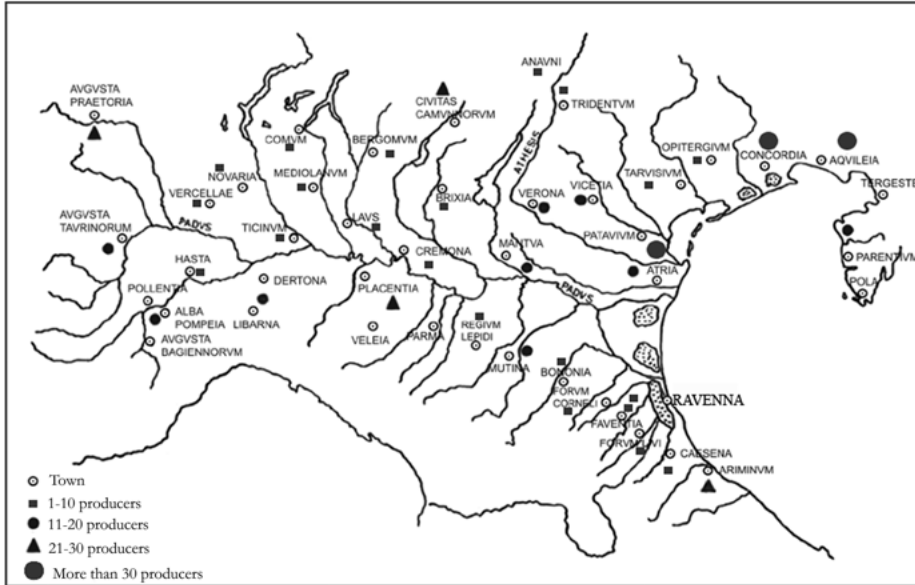 ANAVNI
AVGVSTA
PRAETORIA
CIVITAS
CAMVNNORVM
TRIDENTVM
COMVM
BERGOMVM
ATHESIS
OPITERGIVM
CONCORDIA
AQVILEIA
NOVARIA
MEDIOLANVM
VERCELLAE
BRIXIA
VERONA
VICETIA
TARVISIVM
TERGESTE
AVGVSTA
TAVRINORVM
PADVS
TICINVM
LAVS
PATAVIVM
CREMONA
MANTVA
ATRIA
PARENTIVM
HASTA
DERTONA
PLACENTIA
PADVS
POLA
POLLENTIA
ALBA
POMPEIA
LIBARNA
VELEIA
PARMA
REGIVM
LEPIDI
AVGVSTA
BAGIENNORVM
MUTINA
BONONIA
FORVM
CORNELI
RAVENNA
FAVENTIA
FORVM LIVI
CAESENA
ARIMINVM
Town
1-10 producers
11-20 producers
21-30 producers
More than 30 producers